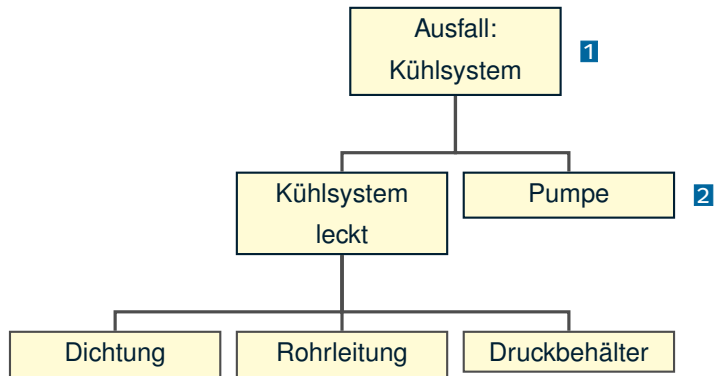 Ausfall:
Kühlsystem
1
Kühlsystem
leckt
Pumpe
2
Dichtung
Rohrleitung
Druckbehälter